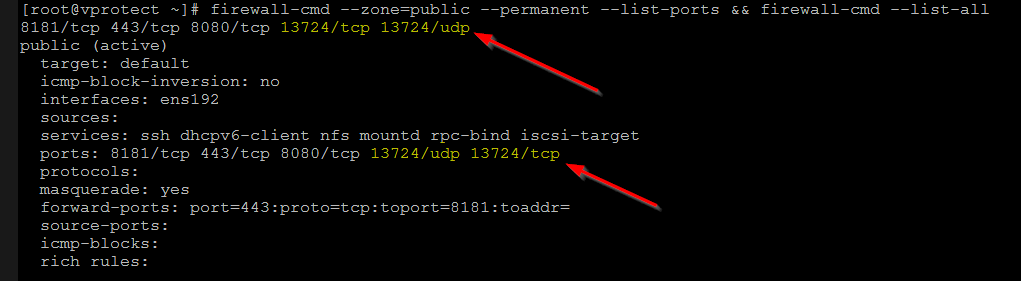 [root@vprotect ~]# firewall-cmd --zone=public --permanent --list-ports && firewall-cmd --list-all
8181/tcp 443/tcp 8080/tcp 13724/tcp 13724/udp
public (active)
  target: default
  icmp-block-inversion: no
  interfaces: ens192
  sources:
  services: ssh dhcpv6-client nfs mountd rpc-bind iscsi-target
  ports: 8181/tcp 443/tcp 8080/tcp 13724/udp 13724/tcp
  protocols:
  masquerade: yes
  forward-ports: port=443:proto=tcp:toport=8181:toaddr=
  source-ports:
  icmp-blocks:
  rich rules: